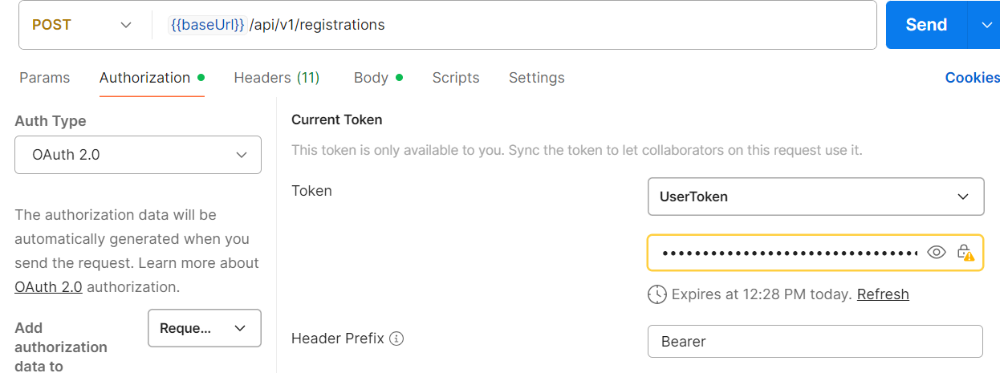 POST {{baseUrl}}/api/v1/registrations Send
Params Authorization Headers (11) Body Scripts Settings Cookies
Auth Type
OAuth 2.0
The authorization data will be
automatically generated when you
send the request. Learn more about
OAuth 2.0 authorization.
Add
authorization
data to
Reque...
Current Token
This token is only available to you. Sync the token to let collaborators on this request use it.
Token
UserToken
••••••••••••••••••••••••••••••••
Expires at 12:28 PM today. Refresh
Header Prefix
Bearer